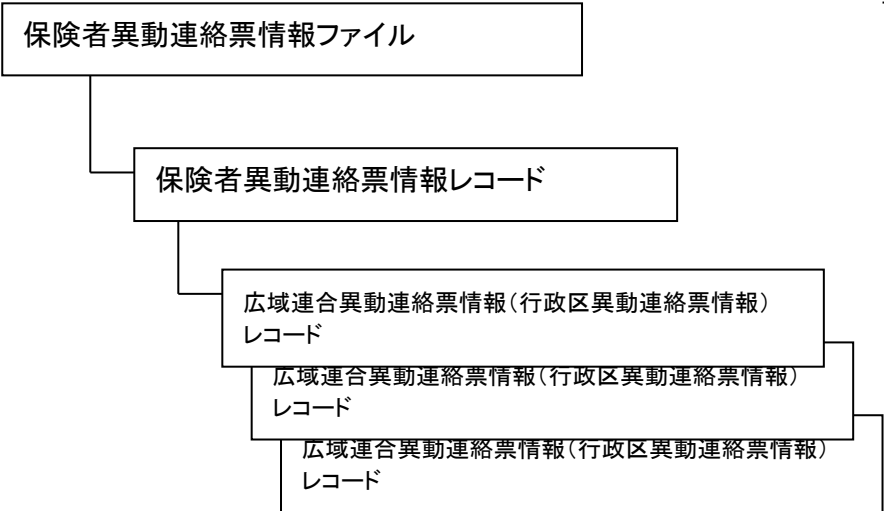 保険者異動連絡票情報ファイル
保険者異動連絡票情報レコード
広域連合異動連絡票情報（行政区異動連絡票情報）
レコード
広域連合異動連絡票情報（行政区異動連絡票情報）
レコード
広域連合異動連絡票情報（行政区異動連絡票情報）
レコード